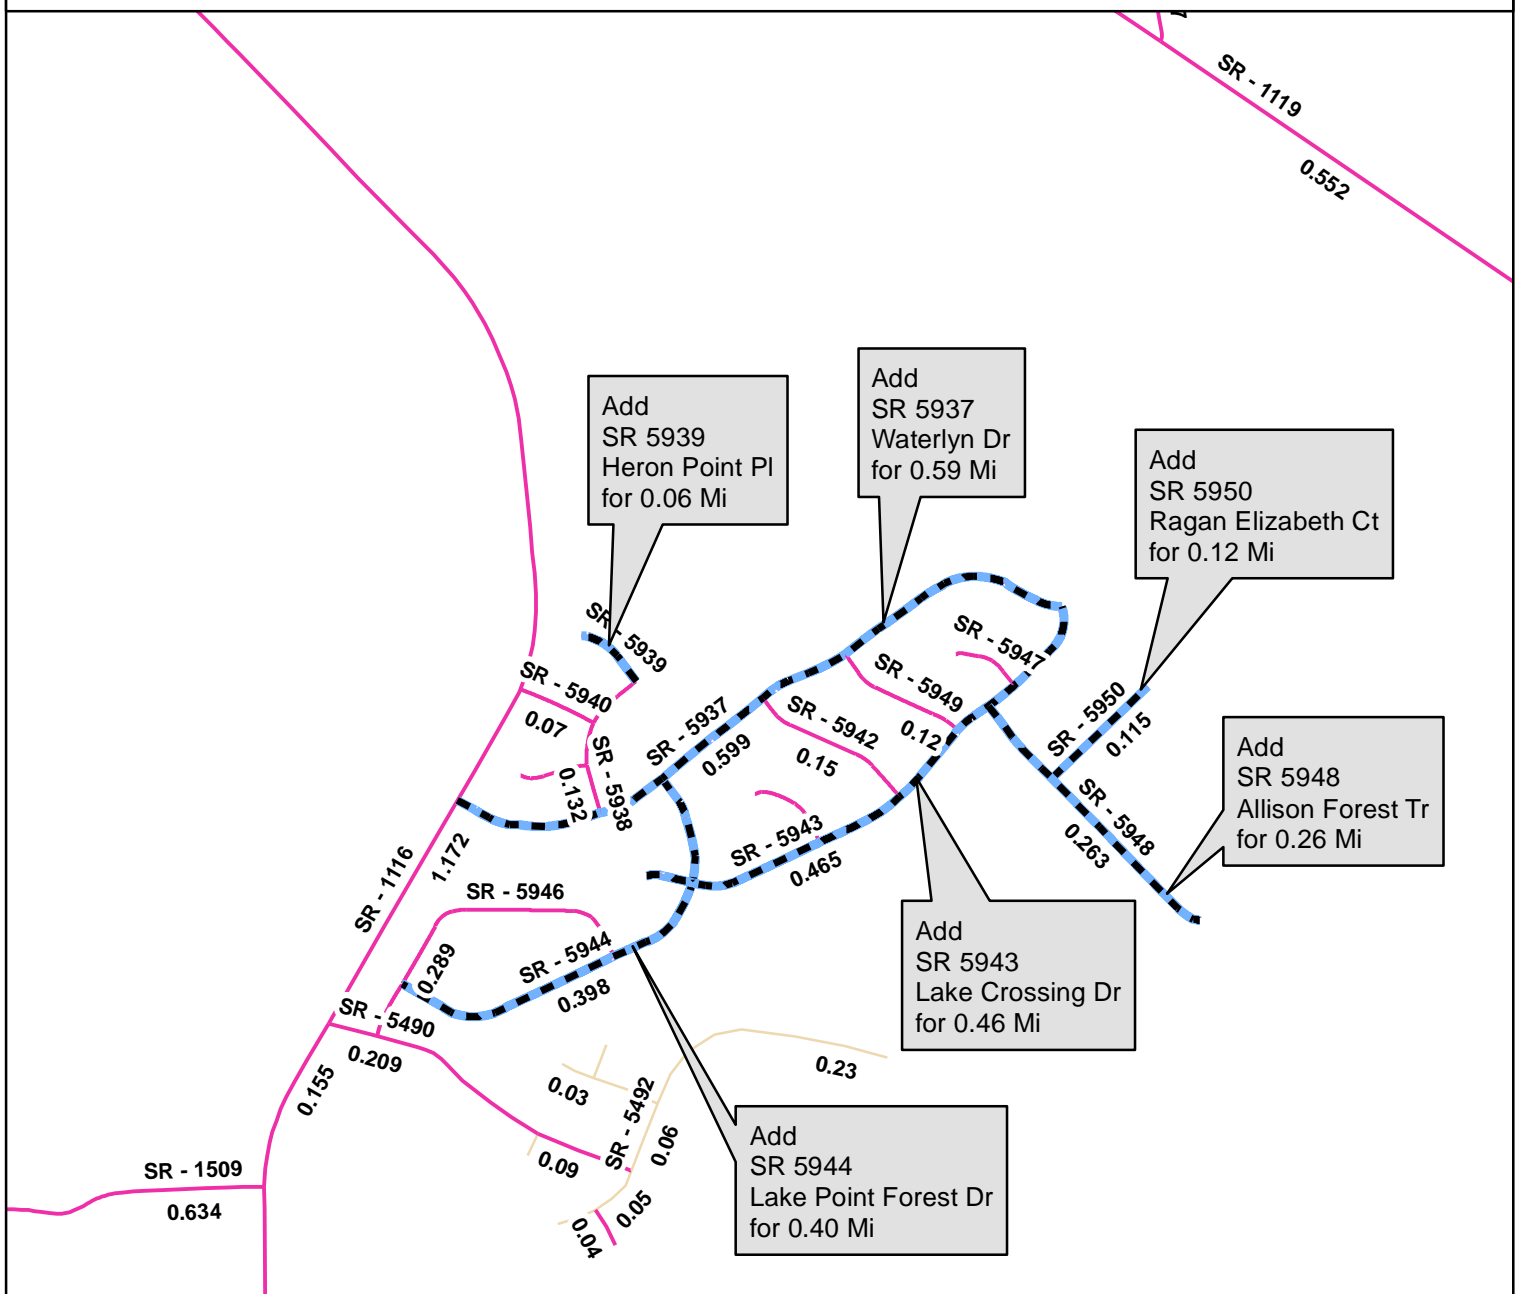 SR - 1119
0.552
Add
SR 5939
Heron Point Pl
for 0.06 Mi
Add
SR 5937
Waterlyn Dr
for 0.59 Mi
Add
SR 5950
Ragan Elizabeth Ct
for 0.12 Mi
SR - 5939
SR - 5940
0.07
SR - 5938
0.132
SR - 5937
0.599
SR - 5942
0.15
SR - 5949
0.12
SR - 5947
SR - 5950
0.115
SR - 5948
0.263
Add
SR 5948
Allison Forest Tr
for 0.26 Mi
SR - 5943
0.465
SR - 1116
1.172
SR - 5946
0.289
SR - 5944
0.398
Add
SR 5943
Lake Crossing Dr
for 0.46 Mi
SR - 5490
0.209
0.155
0.03
SR - 5492
0.06
0.23
0.09
0.05
0.04
SR - 1509
0.634
Add
SR 5944
Lake Point Forest Dr
for 0.40 Mi